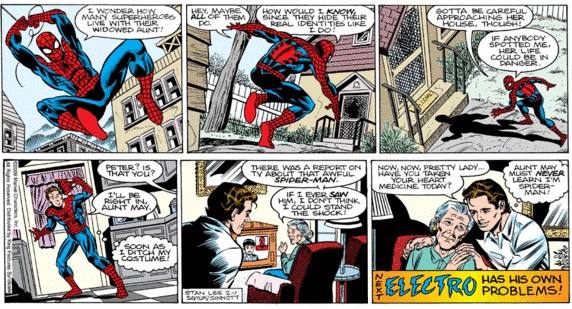 I WONDER HOW
MANY SUPERHEROES
LIVE WITH THEIR
WIDOWED AUNT!
HEY, MAYBE
ALL OF THEM
DO.
HOW WOULD I KNOW,
SINCE THEY HIDE THEIR
REAL IDENTITIES LIKE
I DO!
GOTTA BE CAREFUL
APPROACHING HER
HOUSE, THOUGH!
IF ANYBODY
SPOTTED ME,
HER LIFE
COULD BE IN
DANGER.
PETER? IS
THAT YOU?
I'LL BE
RIGHT IN,
AUNT MAY.
SOON AS
I DITCH MY
COSTUME!
THERE WAS A REPORT ON
TV ABOUT THAT AWFUL
SPIDER-MAN.
IF I EVER SAW
HIM, I DON'T THINK
I COULD STAND
THE SHOCK!
STAN LEE 2-11
SAVIUK/SINNOTT
NOW, NOW, PRETTY LADY...
HAVE YOU TAKEN
YOUR HEART
MEDICINE TODAY?
AUNT MAY
MUST NEVER
LEARN I'M
SPIDER-
MAN!
NEXT
ELECTRO HAS HIS OWN
PROBLEMS!